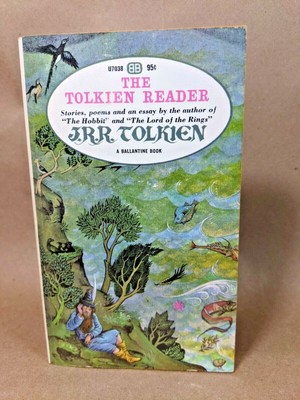 U7038 BB 95¢
THE
TOLKIEN READER
Stories, poems and an essay by the author of
"The Hobbit" and "The Lord of the Rings"
J.R.R. TOLKIEN
A BALLANTINE BOOK